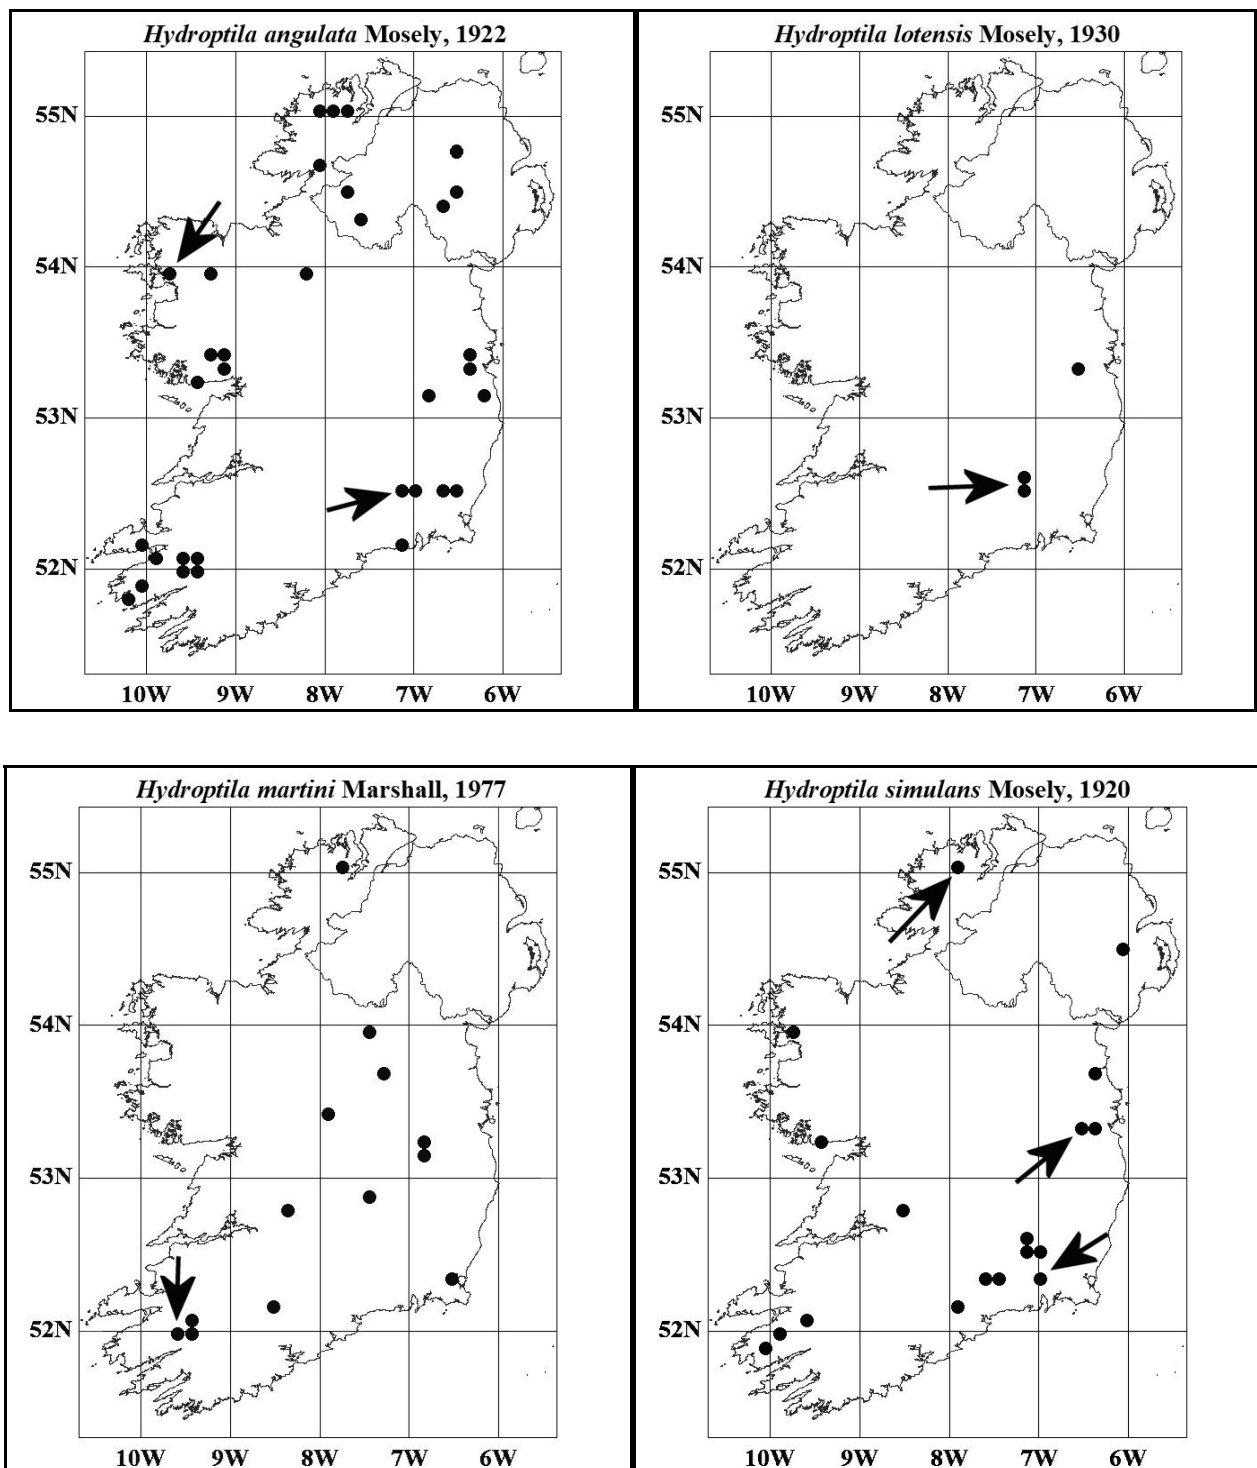 Hydroptila angulata Mosely, 1922
55N
54N
53N
52N
10W 9W 8W 7W 6W
Hydroptila lotensis Mosely, 1930
55N
54N
53N
52N
10W 9W 8W 7W 6W
Hydroptila martini Marshall, 1977
55N
54N
53N
52N
10W 9W 8W 7W 6W
Hydroptila simulans Mosely, 1920
55N
54N
53N
52N
10W 9W 8W 7W 6W